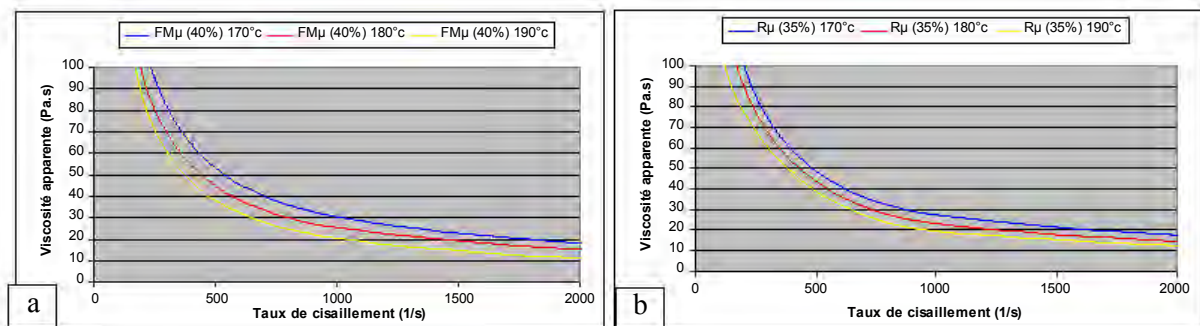 FMµ (40%) 170°c FMµ (40%) 180°c FMµ (40%) 190°c
Viscosité apparente (Pa.s)
100
90
80
70
60
50
40
30
20
10
0
0 500 1000 1500 2000
Taux de cisaillement (1/s)
a
Rµ (35%) 170°c Rµ (35%) 180°c Rµ (35%) 190°c
Viscosité apparente (Pa.s)
100
90
80
70
60
50
40
30
20
10
0
0 500 1000 1500 2000
Taux de cisaillement (1/s)
b